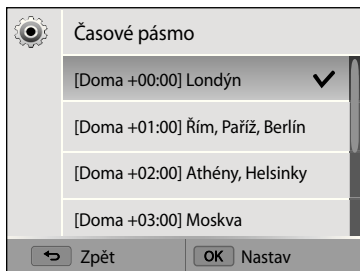 Časové pásmo
[Doma +00:00] Londýn
[Doma +01:00] Řím, Paříž, Berlín
[Doma +02:00] Athény, Helsinky
[Doma +03:00] Moskva
Zpět OK Nastav